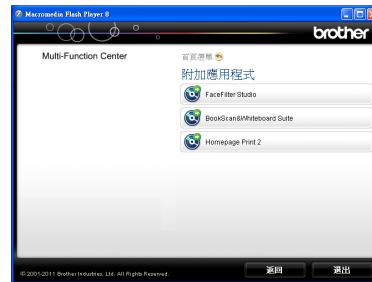 Macromedia Flash Player 8
brother
Multi-Function Center
首頁選單
附加應用程式
FaceFilter Studio
BookScan&Whiteboard Suite
Homepage Print 2
© 2001-2011 Brother Industries, Ltd. All Rights Reserved.
返回
退出